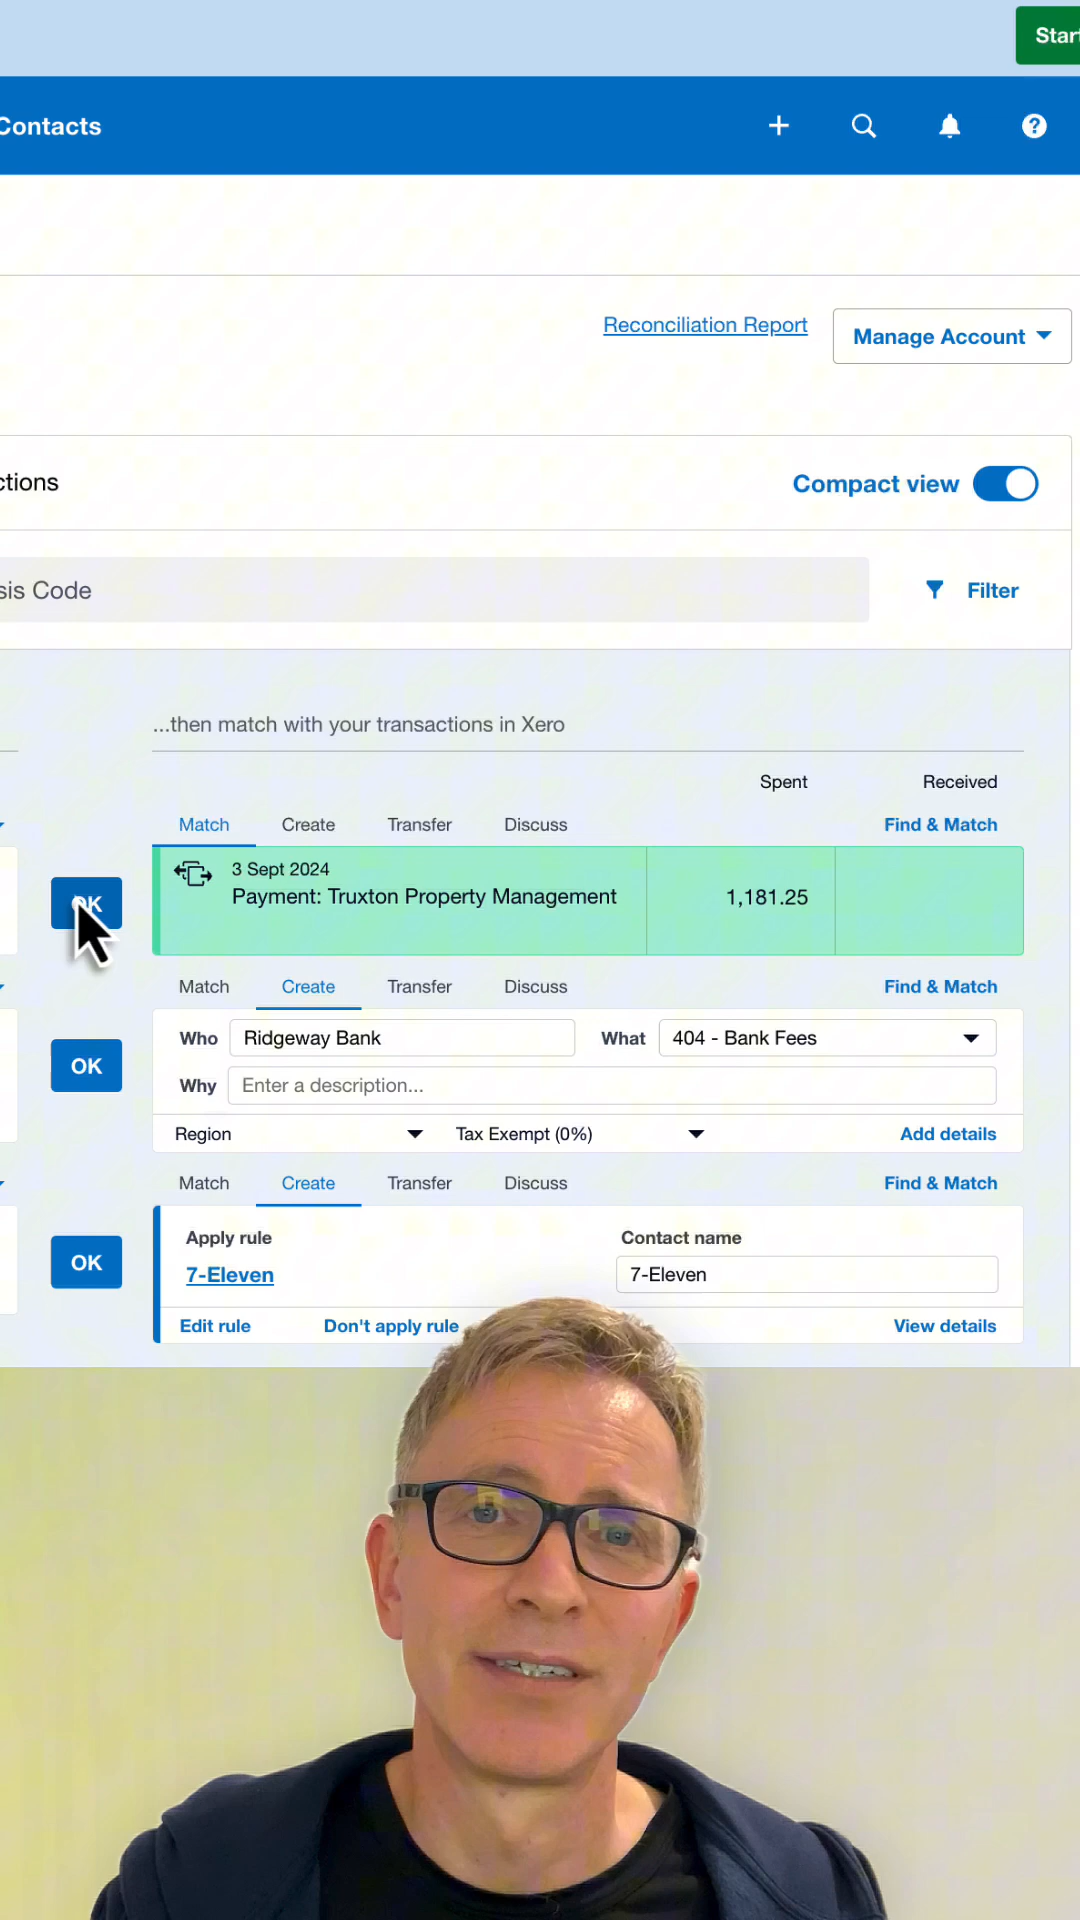 Start
Contacts
Reconciliation Report
Manage Account
ctions
Compact view
sis Code
Filter
...then match with your transactions in Xero
Spent Received
Match Create Transfer Discuss Find & Match
3 Sept 2024
OK Payment: Truxton Property Management 1,181.25
Match Create Transfer Discuss Find & Match
Who Ridgeway Bank What 404 - Bank Fees
OK
Why Enter a description...
Region Tax Exempt (0%) Add details
Match Create Transfer Discuss Find & Match
Apply rule Contact name
OK 7-Eleven 7-Eleven
Edit rule Don't apply rule View details